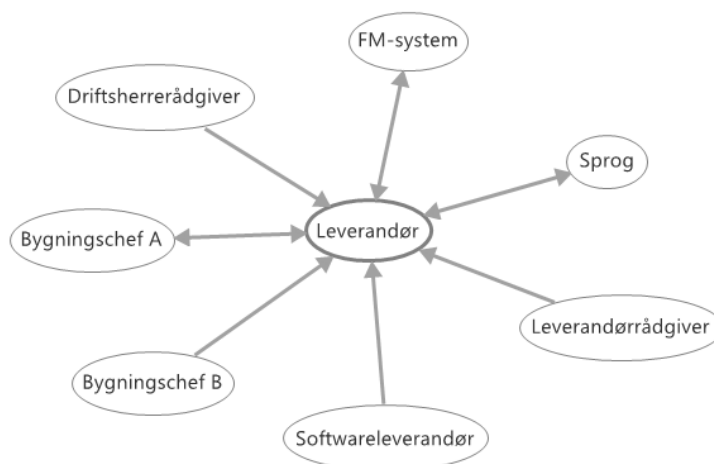 FM-system
Driftsherrerådgiver
Sprog
Leverandør
Bygningschef A
Leverandørrådgiver
Bygningschef B
Softwareleverandør